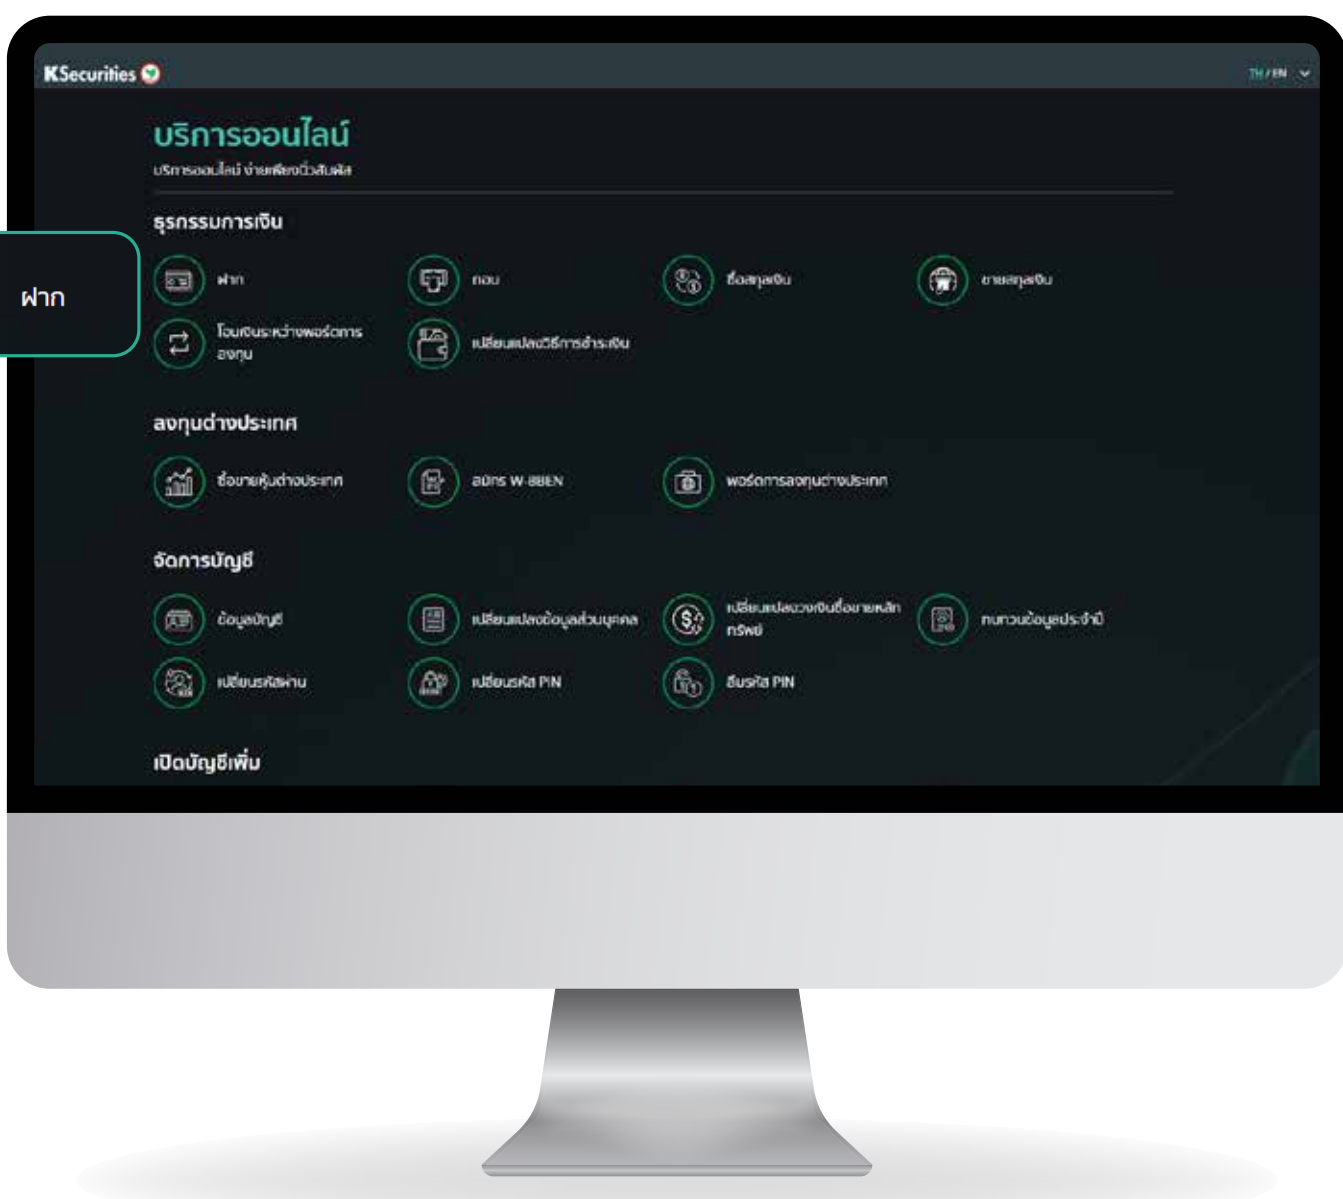 KSecurities
TH / EN
บริการออนไลน์
บริการออนไลน์ ง่ายเพียงนิ้วสัมผัส
ธุรกรรมการเงิน
ฝาก
ฝาก
ถอน
ซื้อสกุลเงิน
ขายสกุลเงิน
โอนเงินระหว่างพอร์ตการ
ลงทุน
เปลี่ยนแปลงวิธีการชำระเงิน
ลงทุนต่างประเทศ
ซื้อขายหุ้นต่างประเทศ
สมัคร W-8BEN
พอร์ตการลงทุนต่างประเทศ
จัดการบัญชี
ข้อมูลบัญชี
เปลี่ยนแปลงข้อมูลส่วนบุคคล
เปลี่ยนแปลงวงเงินซื้อขายหลัก
ทรัพย์
ทบทวนข้อมูลประจำปี
เปลี่ยนรหัสผ่าน
เปลี่ยนรหัส PIN
ลืมรหัส PIN
เปิดบัญชีเพิ่ม